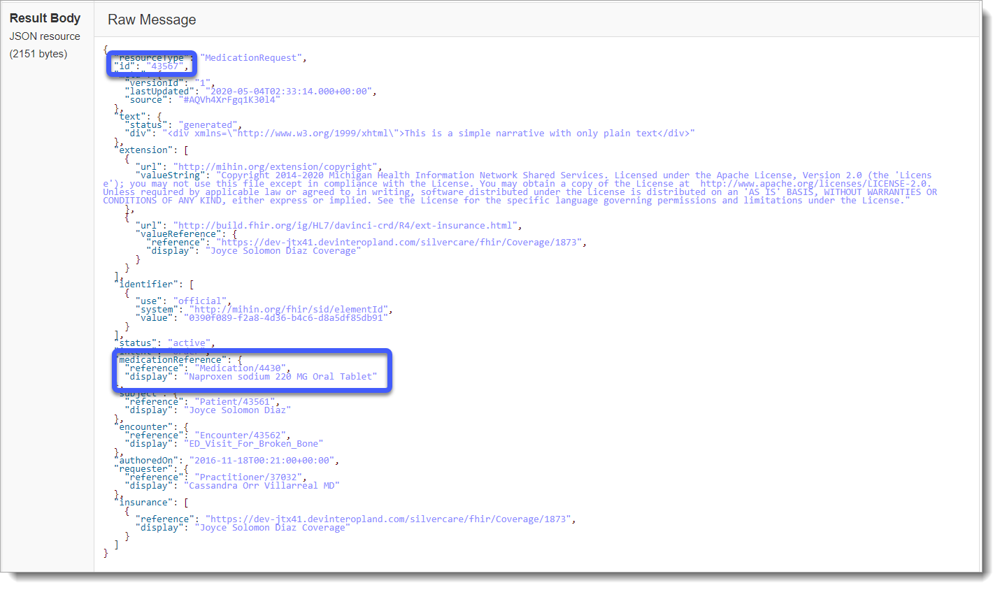 Result Body
JSON resource
(2151 bytes)
Raw Message
{
"resourceType": "MedicationRequest",
"id": "43567",
"meta": {
"versionId": "1",
"lastUpdated": "2020-05-04T02:33:14.000+00:00",
"source": "#AQVh4XrFgq1K30l4"
},
"text": {
"status": "generated",
"div": "<div xmlns=\"http://www.w3.org/1999/xhtml\">This is a simple narrative with only plain text</div>"
},
"extension": [
{
"url": "http://mihin.org/extension/copyright",
"valueString": "Copyright 2014-2020 Michigan Health Information Network Shared Services. Licensed under the Apache License, Version 2.0 (the 'Licens
e'); you may not use this file except in compliance with the License. You may obtain a copy of the License at  http://www.apache.org/licenses/LICENSE-2.0.
Unless required by applicable law or agreed to in writing, software distributed under the License is distributed on an 'AS IS' BASIS, WITHOUT WARRANTIES OR
CONDITIONS OF ANY KIND, either express or implied. See the License for the specific language governing permissions and limitations under the License."
},
{
"url": "http://build.fhir.org/ig/HL7/davinci-crd/R4/ext-insurance.html",
"valueReference": {
"reference": "https://dev-jtx41.devinteropland.com/silvercare/fhir/Coverage/1873",
"display": "Joyce Solomon Diaz Coverage"
}
}
],
"identifier": [
{
"use": "official",
"system": "http://mihin.org/fhir/sid/elementId",
"value": "0390f089-f2a8-4d36-b4c6-d8a5df85db91"
}
],
"status": "active",
"intent": "order",
"medicationReference": {
"reference": "Medication/4430",
"display": "Naproxen sodium 220 MG Oral Tablet"
},
"subject": {
"reference": "Patient/43561",
"display": "Joyce Solomon Diaz"
},
"encounter": {
"reference": "Encounter/43562",
"display": "ED_Visit_For_Broken_Bone"
},
"authoredOn": "2016-11-18T00:21:00+00:00",
"requester": {
"reference": "Practitioner/37032",
"display": "Cassandra Orr Villarreal MD"
},
"insurance": [
{
"reference": "https://dev-jtx41.devinteropland.com/silvercare/fhir/Coverage/1873",
"display": "Joyce Solomon Diaz Coverage"
}
]
}